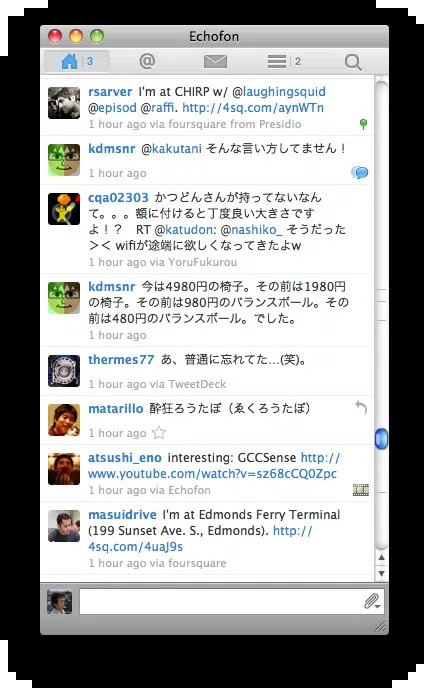 Echofon
3
2
rsarver I'm at CHIRP w/ @laughingsquid
@episod @raffi. http://4sq.com/aynWTn
1 hour ago via foursquare from Presidio
kdmsnr @kakutani そんな言い方してません！
1 hour ago
cqa02303 かつどんさんが持ってないなん
て。。。額に付けると丁度良い大きさです
よ！？ RT @katudon: @nashiko_ そうだった
＞＜ wifiが途端に欲しくなってきたよw
1 hour ago via YoruFukurou
kdmsnr 今は4980円の椅子。その前は1980円
の椅子。その前は980円のバランスボール。その
前は480円のバランスボール。でした。
1 hour ago
thermes77 あ、普通に忘れてた…(笑)。
1 hour ago via TweetDeck
matarillo 酔狂ろうたぽ（ゑくろうたぽ）
1 hour ago
atsushi_eno interesting: GCCSense http://
www.youtube.com/watch?v=sz68cCQ0Zpc
1 hour ago via Echofon
masuidrive I'm at Edmonds Ferry Terminal
(199 Sunset Ave. S., Edmonds). http://
4sq.com/4uaJ9s
1 hour ago via foursquare